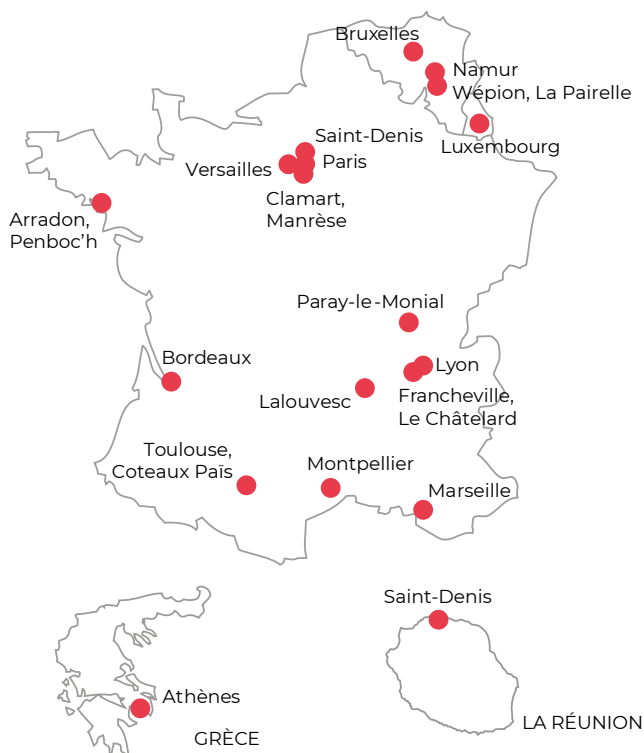 Bruxelles
Namur
Wépion, La Pairelle
Luxembourg
Saint-Denis
Versailles
Paris
Clamart,
Manrèse
Arradon,
Penboc’h
Paray-le-Monial
Bordeaux
Lyon
Lalouvesc
Francheville,
Le Châtelard
Toulouse,
Coteaux Païs
Montpellier
Marseille
Saint-Denis
Athènes
LA RÉUNION
GRÈCE